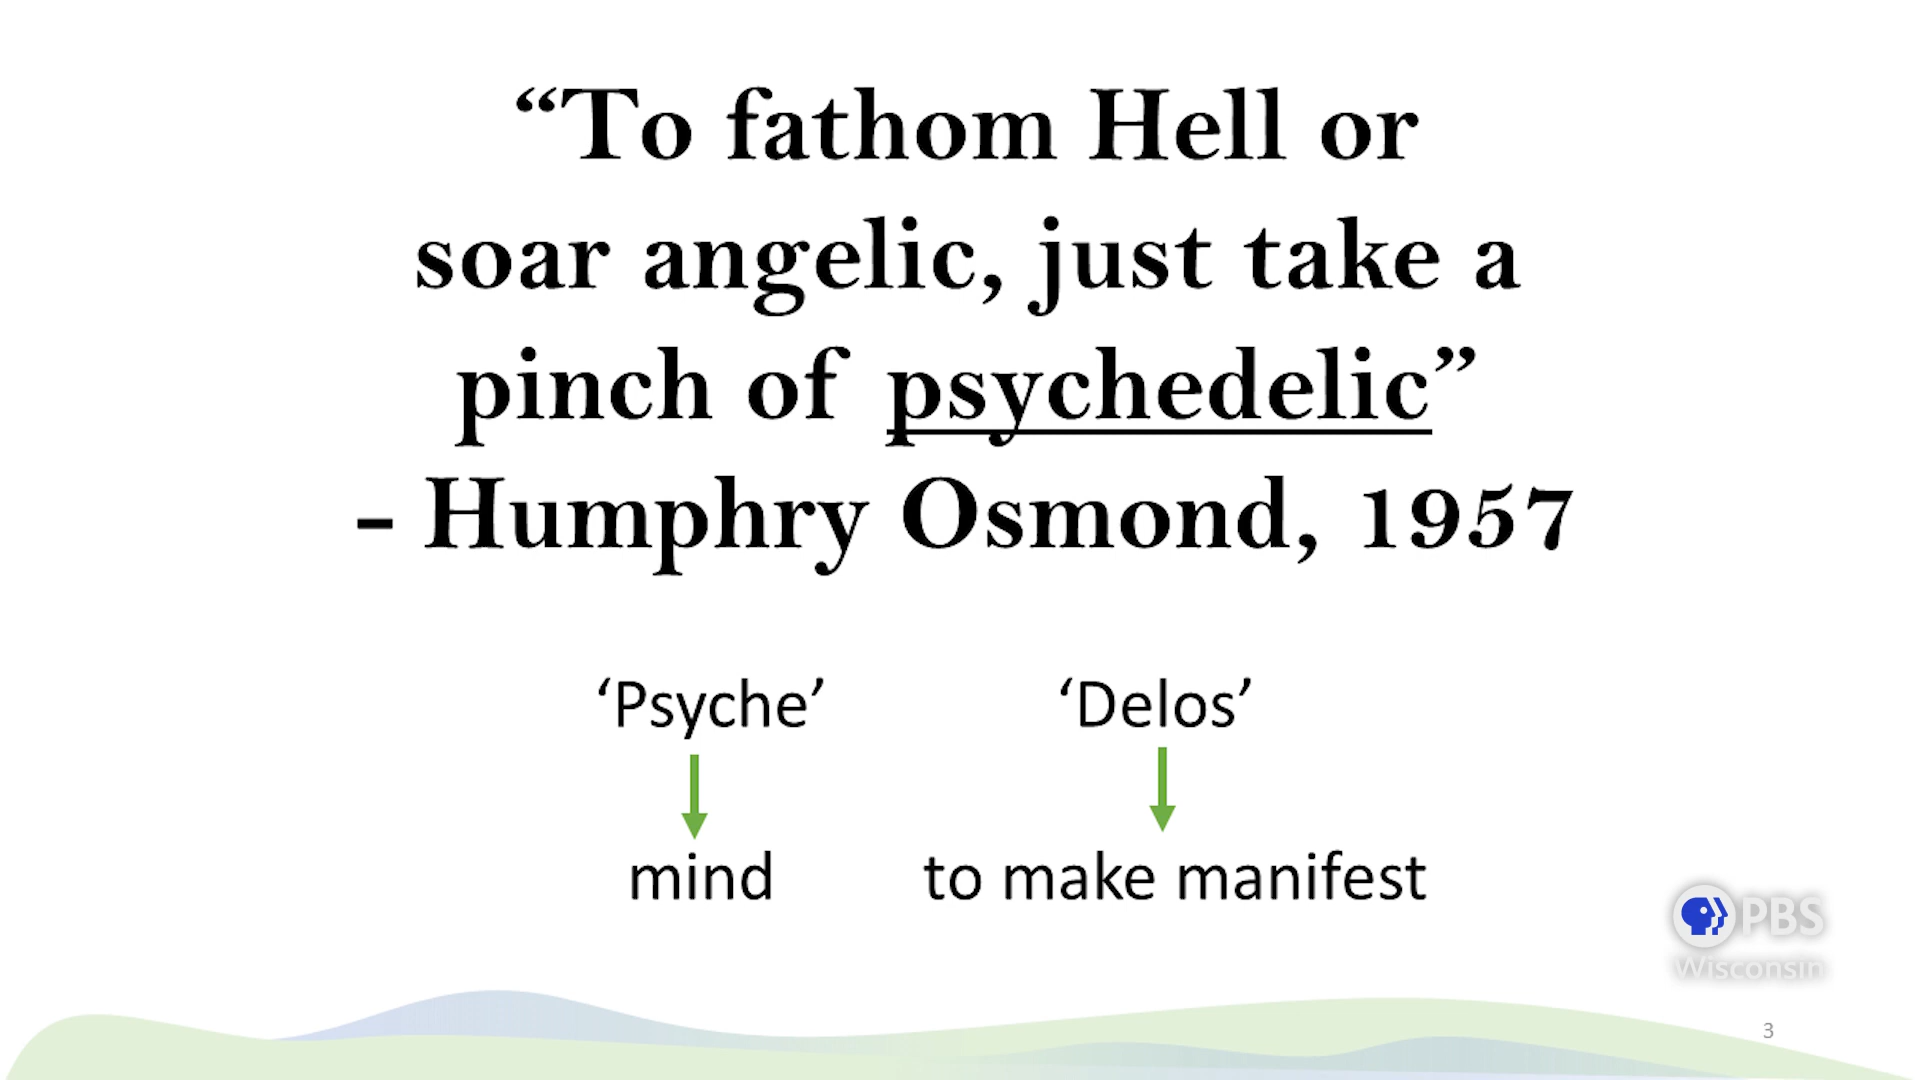 “To fathom Hell or
soar angelic, just take a
pinch of psychedelic”
- Humphry Osmond, 1957
‘Psyche’ ‘Delos’
mind to make manifest
PBS
Wisconsin
3